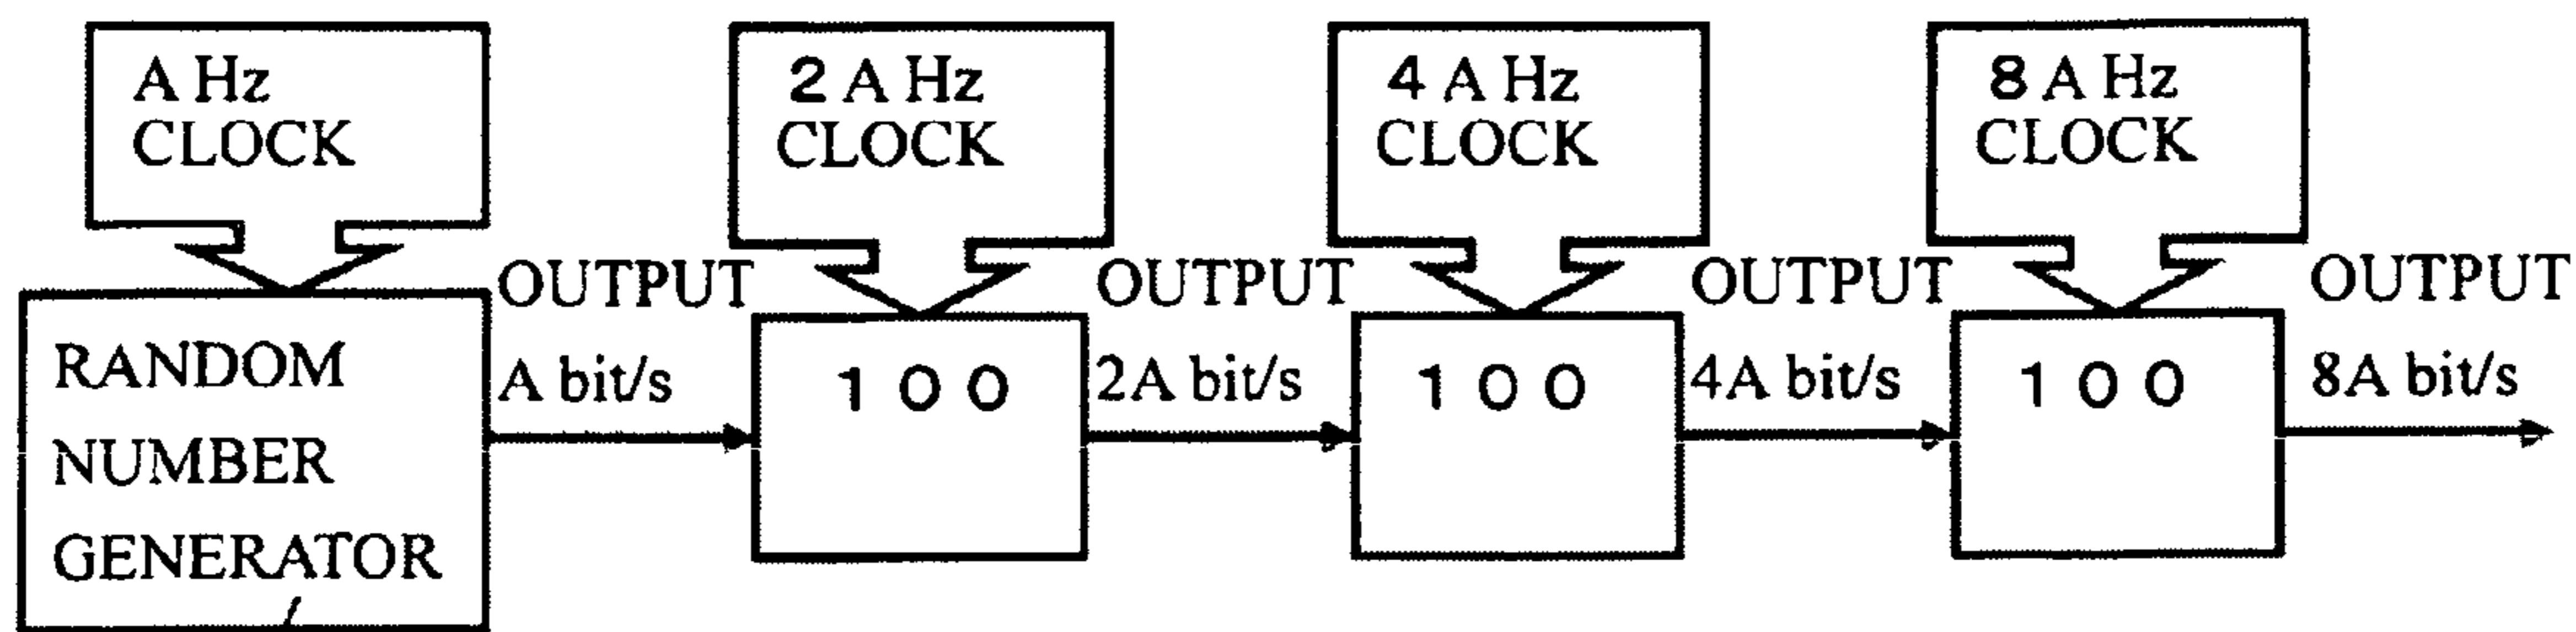 A Hz
CLOCK
2 A Hz
CLOCK
4 A Hz
CLOCK
8 A Hz
CLOCK
RANDOM
NUMBER
GENERATOR
OUTPUT
A bit/s
1 0 0
OUTPUT
2A bit/s
1 0 0
OUTPUT
4A bit/s
1 0 0
OUTPUT
8A bit/s